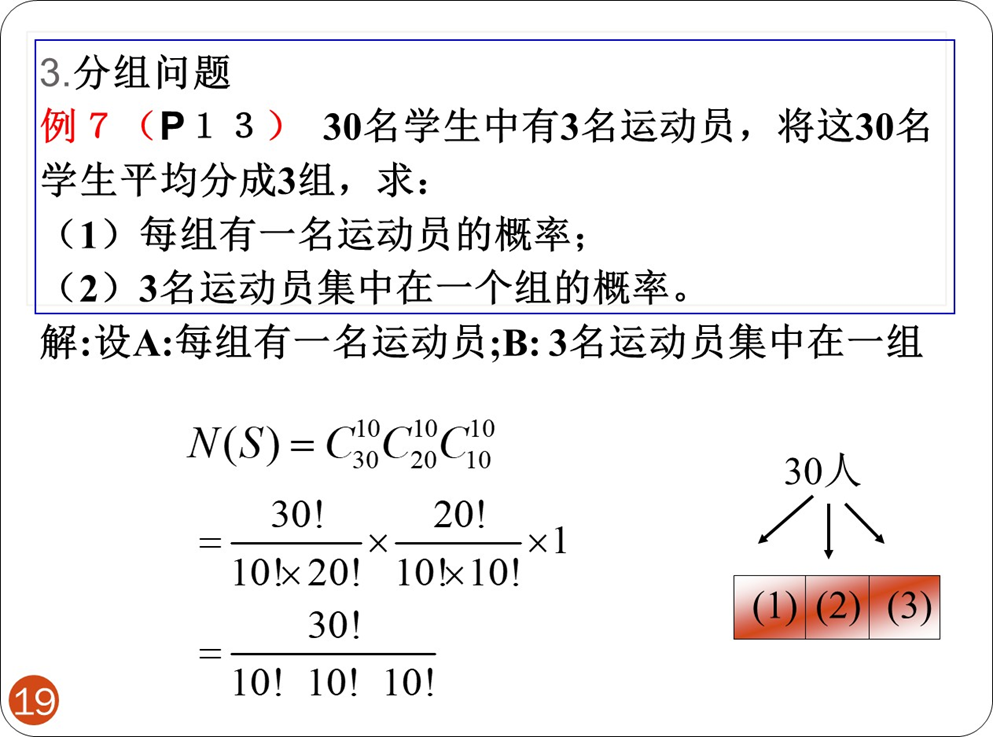 3.分组问题
例７（P１３） 30名学生中有3名运动员，将这30名
学生平均分成3组，求：
（1）每组有一名运动员的概率；
（2）3名运动员集中在一个组的概率。
解:设A:每组有一名运动员;B: 3名运动员集中在一组
N(S) = C_{30}^{10} C_{20}^{10} C_{10}^{10}
= \frac{30!}{10!×20!} × \frac{20!}{10!×10!} ×1
= \frac{30!}{10! 10! 10!}
30人
(1) (2) (3)
19